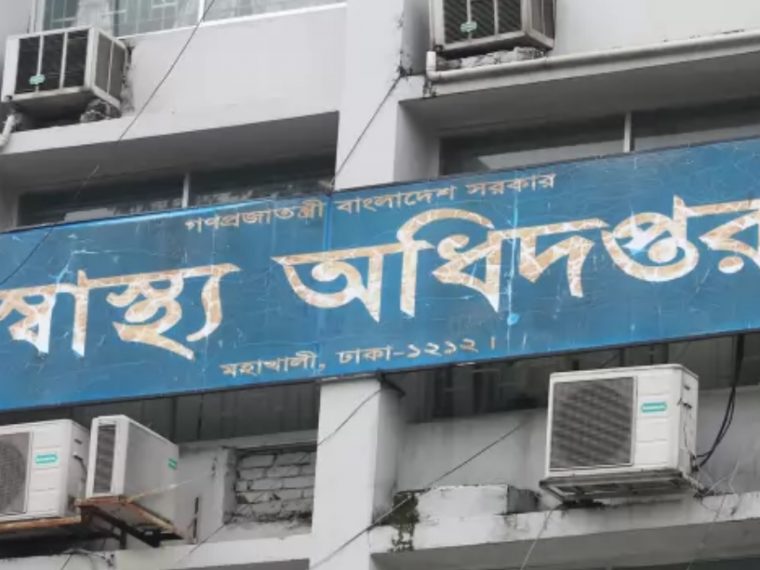 গণপ্রজাতন্ত্রী বাংলাদেশ সরকার
স্বাস্থ্য অধিদপ্তর
মহাখালী, ঢাকা-১২১২।